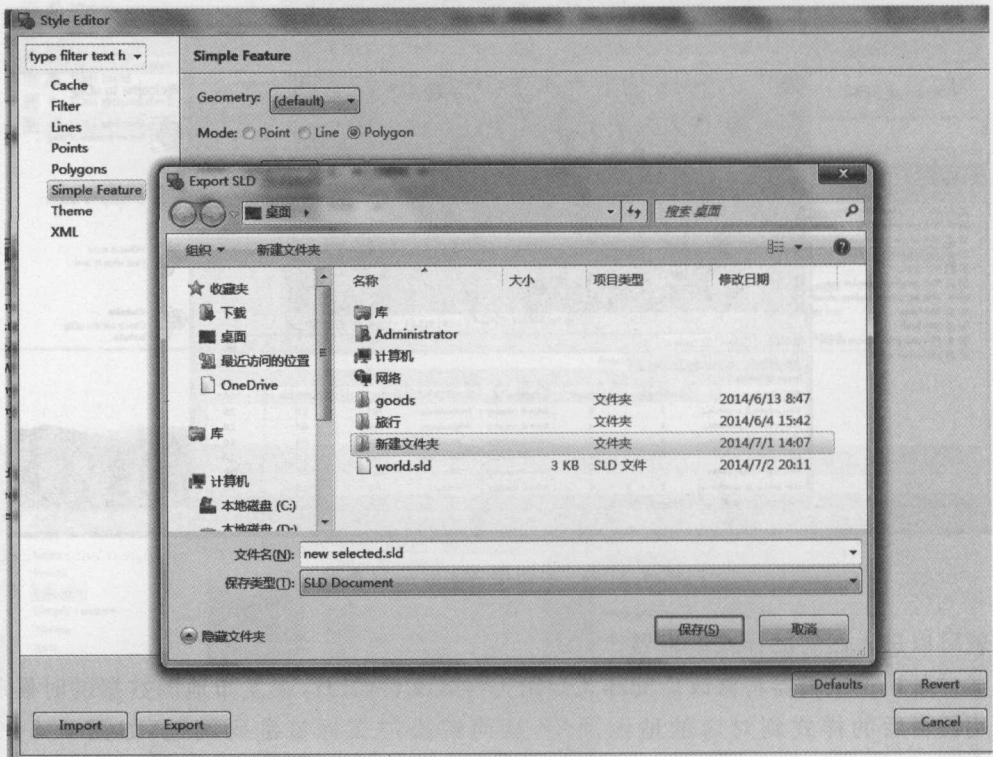 Style Editor
type filter text h
Simple Feature
Cache
Filter
Lines
Points
Polygons
Simple Feature
Theme
XML
Geometry: (default)
Mode: Point Line Polygon
Export SLD
桌面
搜索 桌面
组织 新建文件夹
收藏夹
下载
桌面
最近访问的位置
OneDrive
库
计算机
本地磁盘 (C:)
本地磁盘 (D:)
名称 大小 项目类型 修改日期
库
Administrator
计算机
网络
goods 文件夹 2014/6/13 8:47
旅行 文件夹 2014/6/4 15:42
新建文件夹 文件夹 2014/7/1 14:07
world.sld 3 KB SLD 文件 2014/7/2 20:11
文件名(N): new selected.sld
保存类型(T): SLD Document
隐藏文件夹
保存(S) 取消
Defaults Revert
Import Export Cancel